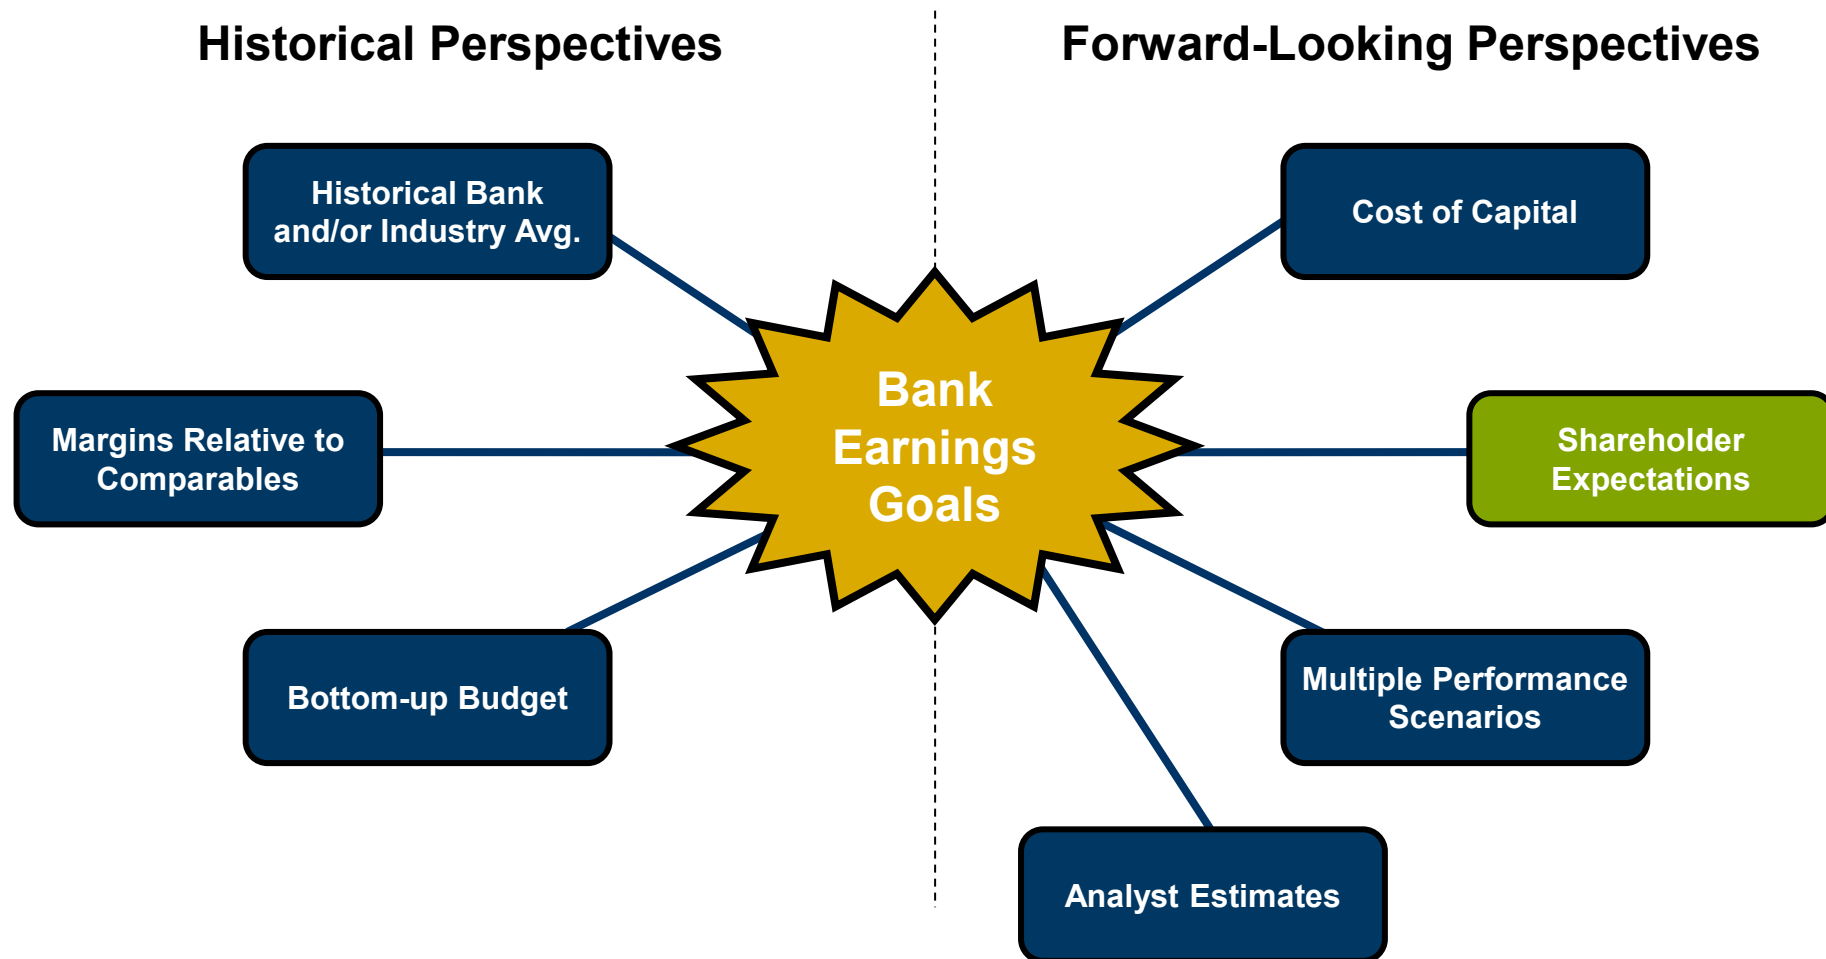 Historical Perspectives
Forward-Looking Perspectives
Historical Bank
and/or Industry Avg.
Cost of Capital
Margins Relative to
Comparables
Bank
Earnings
Goals
Shareholder
Expectations
Bottom-up Budget
Multiple Performance
Scenarios
Analyst Estimates